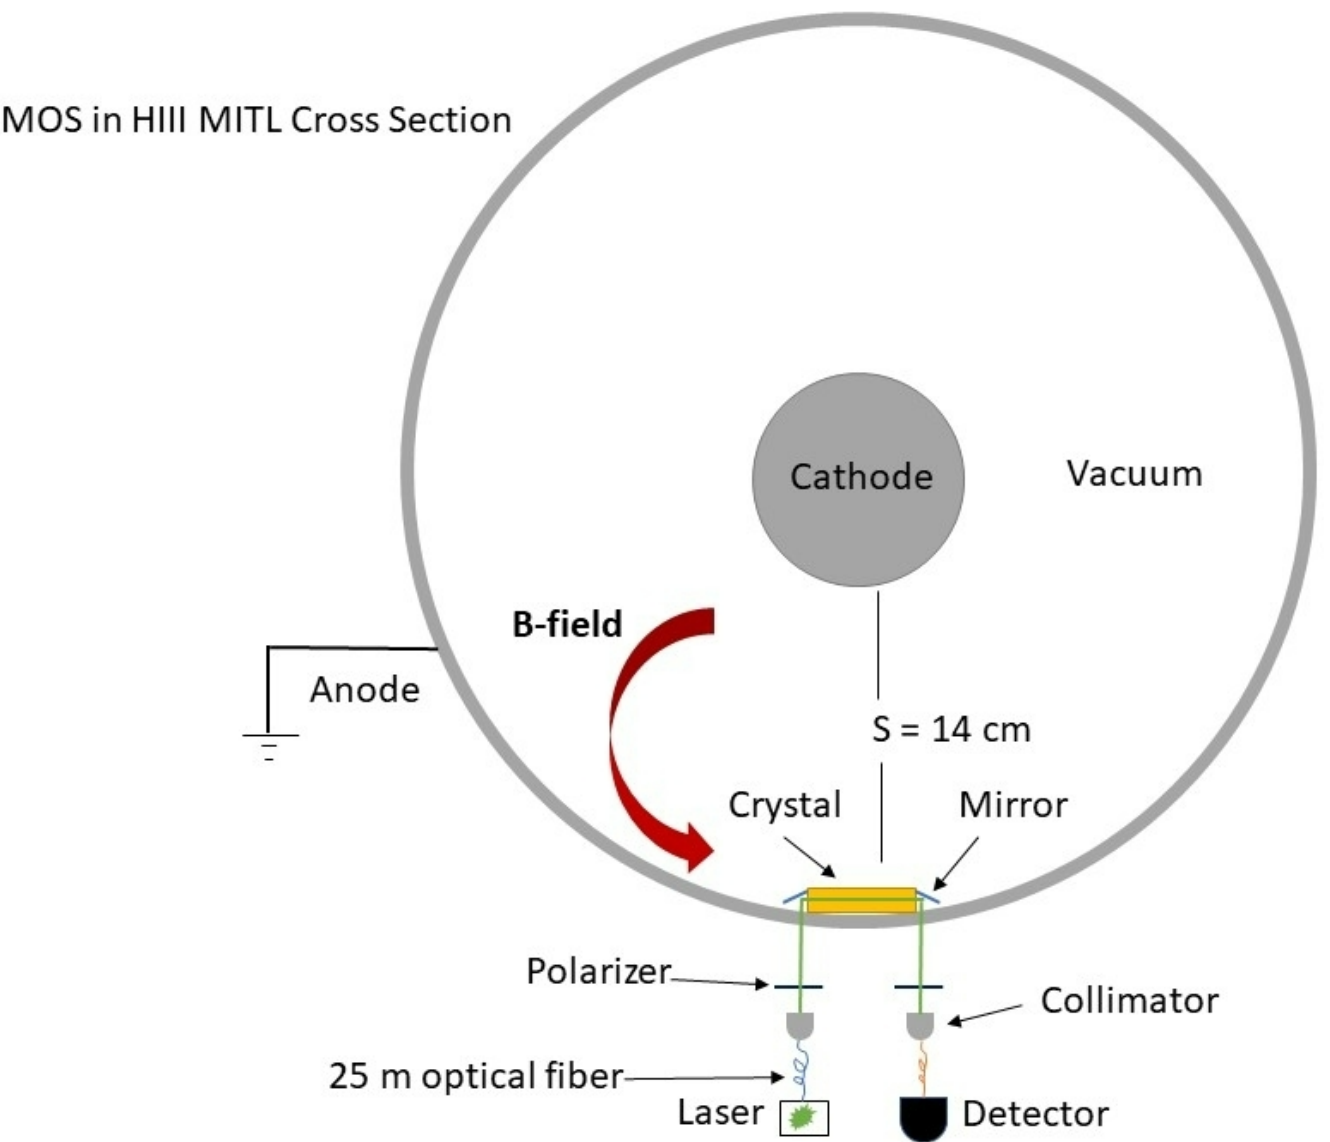 MOS in HIII MITL Cross Section
Cathode
Vacuum
B-field
Anode
S = 14 cm
Crystal
Mirror
Polarizer
Collimator
25 m optical fiber
Laser
Detector